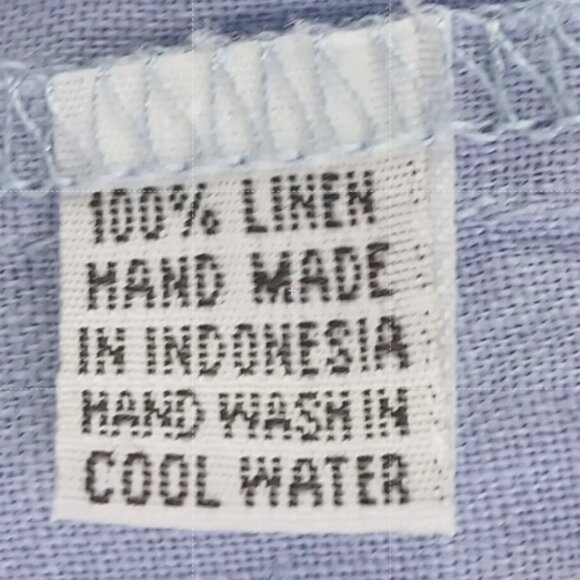 100% LINEN
HAND MADE
IN INDONESIA
HAND WASH IN
COOL WATER